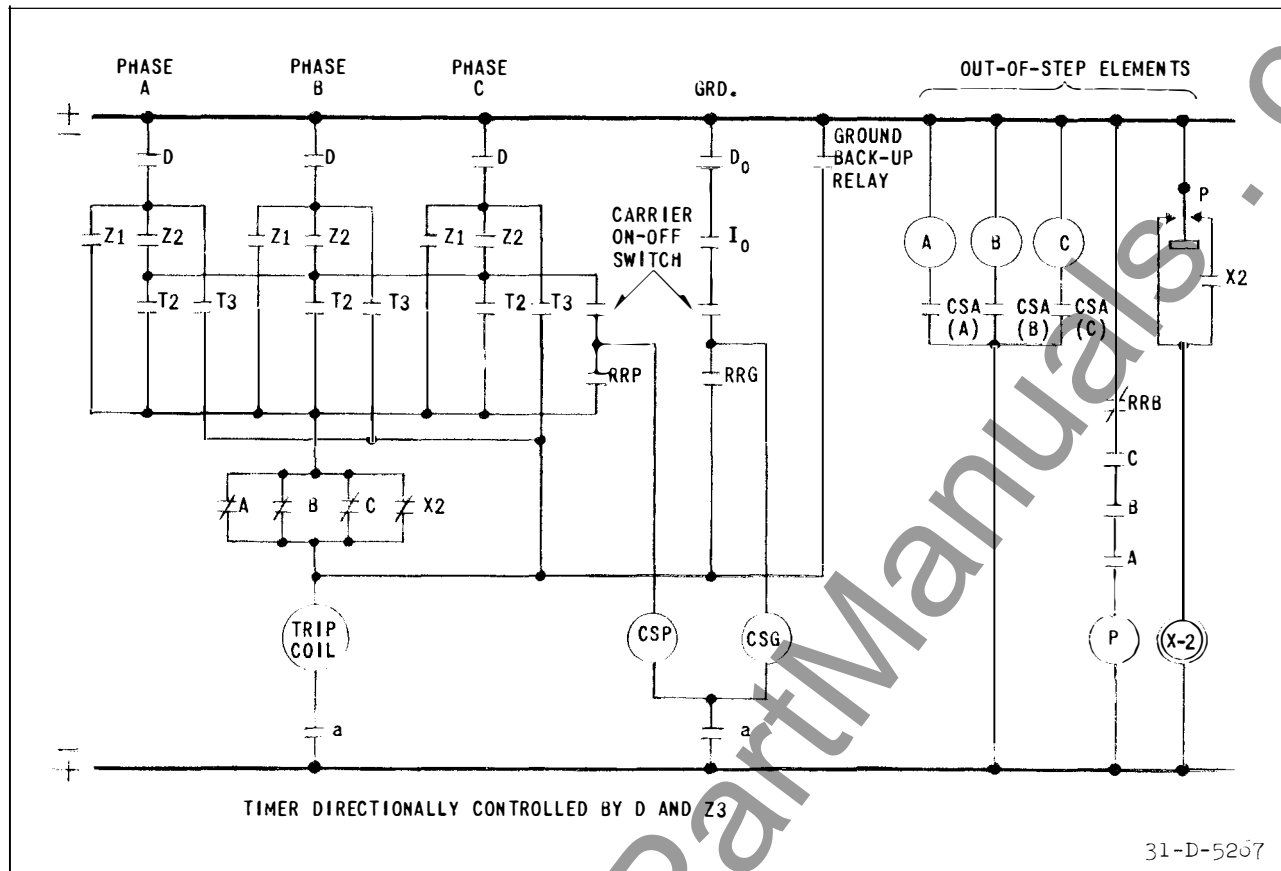 PHASE A
PHASE B
PHASE C
GRD.
OUT-OF-STEP ELEMENTS
+
−
D
D
D
D0
GROUND BACK-UP RELAY
P
Z1
Z2
Z1
Z2
Z1
Z2
CARRIER ON-OFF SWITCH
I0
A
B
C
X2
T2
T3
T2
T3
T2
T3
CSA (A)
CSA (B)
CSA (C)
RRP
RRG
RRB
C
B
A
A
B
C
X2
TRIP COIL
CSP
CSG
P
X-2
a
a
−
+
TIMER DIRECTIONALLY CONTROLLED BY D AND Z3
PartManuals.
31-D-5267